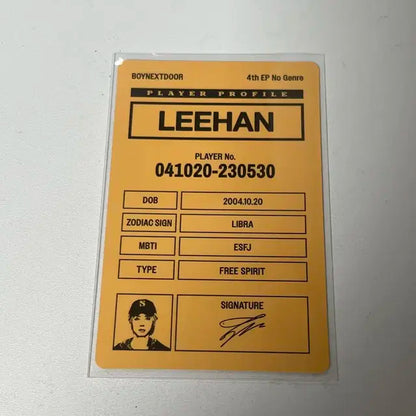 BOYNEXTDOOR 4th EP No Genre
PLAYER PROFILE
LEEHAN
PLAYER No.
041020-230530
DOB 2004.10.20
ZODIAC SIGN LIBRA
MBTI ESFJ
TYPE FREE SPIRIT
SIGNATURE